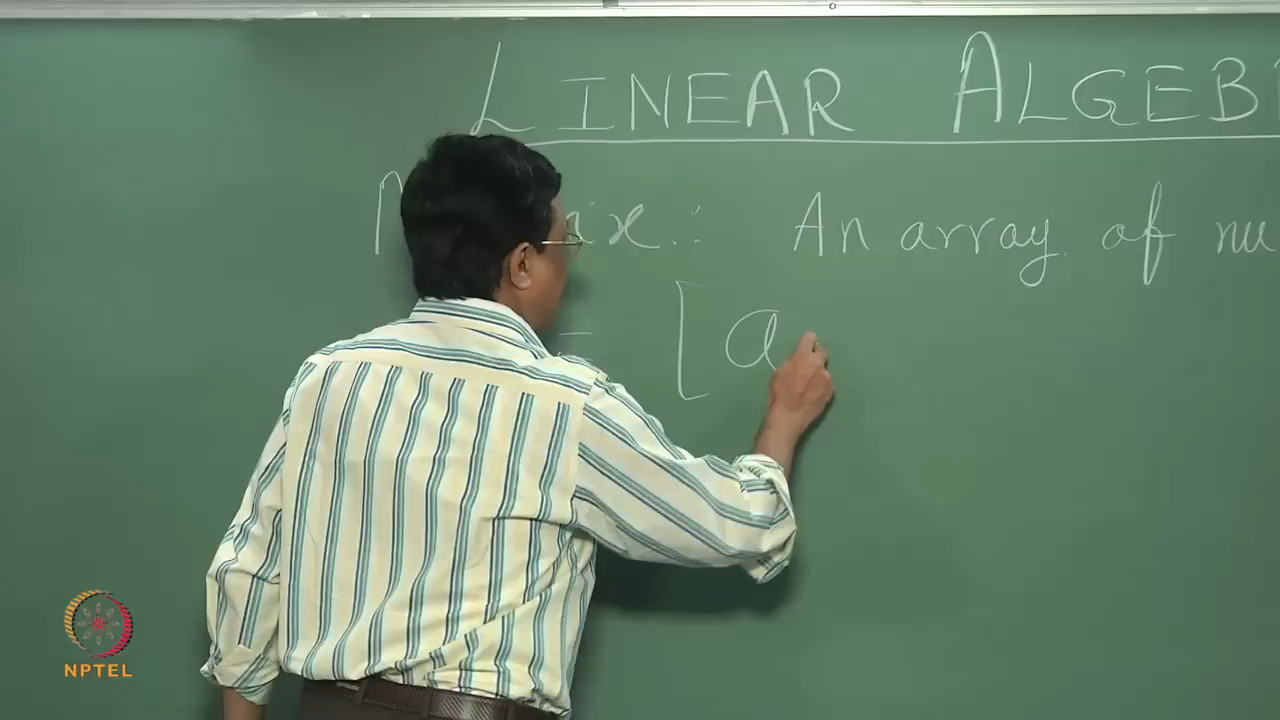 LINEAR ALGEB
An array of nu
= [ a
NPTEL